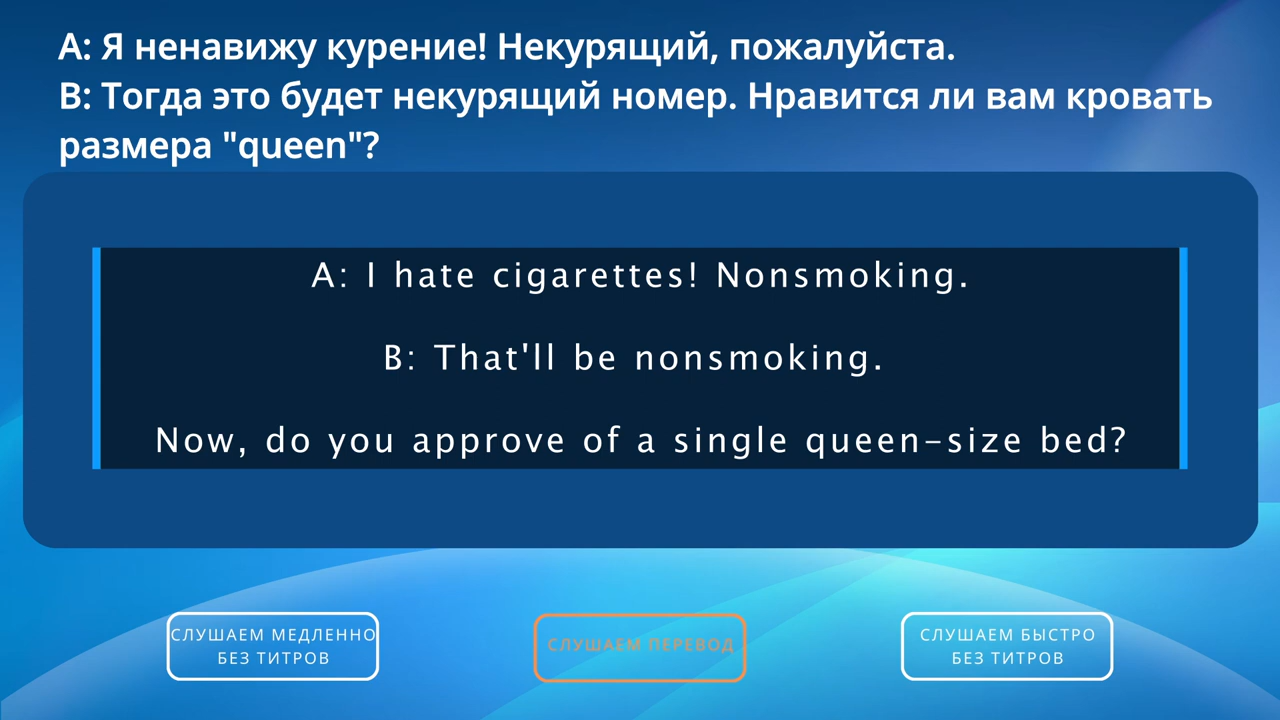 A: Я ненавижу курение! Некурящий, пожалуйста.
B: Тогда это будет некурящий номер. Нравится ли вам кровать
размера "queen"?
A: I hate cigarettes! Nonsmoking.
B: That'll be nonsmoking.
Now, do you approve of a single queen-size bed?
СЛУШАЕМ МЕДЛЕННО
БЕЗ ТИТРОВ
СЛУШАЕМ ПЕРЕВОД
СЛУШАЕМ БЫСТРО
БЕЗ ТИТРОВ